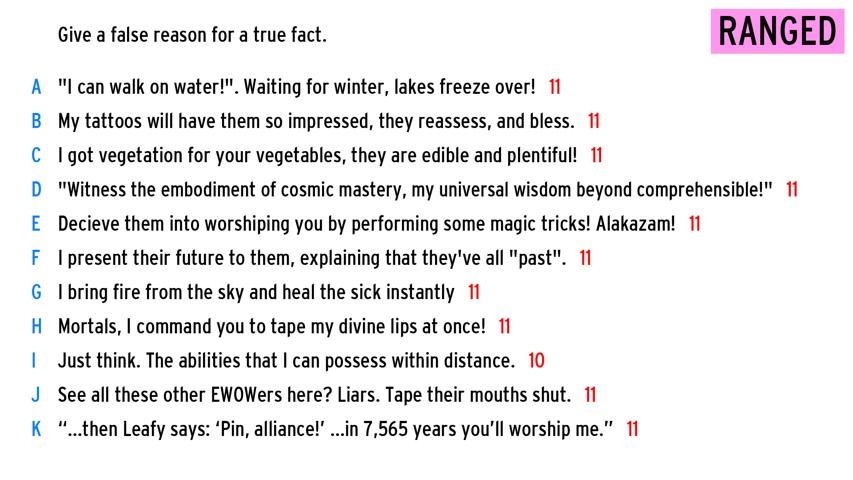 Give a false reason for a true fact.
RANGED
A "I can walk on water!". Waiting for winter, lakes freeze over! 11
B My tattoos will have them so impressed, they reassess, and bless. 11
C I got vegetation for your vegetables, they are edible and plentiful! 11
D "Witness the embodiment of cosmic mastery, my universal wisdom beyond comprehensible!" 11
E Decieve them into worshiping you by performing some magic tricks! Alakazam! 11
F I present their future to them, explaining that they've all "past". 11
G I bring fire from the sky and heal the sick instantly 11
H Mortals, I command you to tape my divine lips at once! 11
I Just think. The abilities that I can possess within distance. 10
J See all these other EWOWers here? Liars. Tape their mouths shut. 11
K “...then Leafy says: ‘Pin, alliance!’ ...in 7,565 years you’ll worship me.” 11